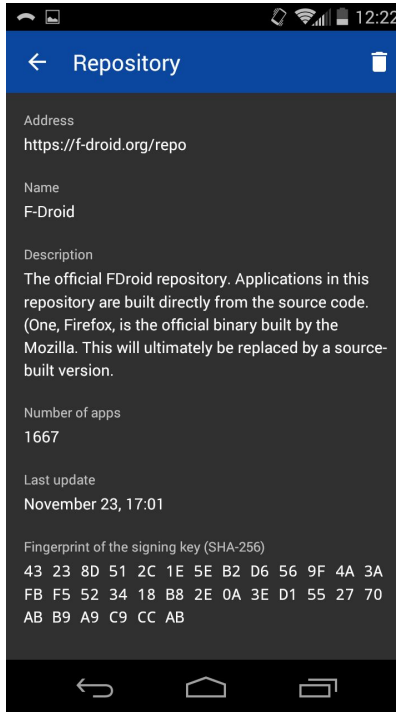 12:22
Repository
Address
https://f-droid.org/repo
Name
F-Droid
Description
The official FDroid repository. Applications in this
repository are built directly from the source code.
(One, Firefox, is the official binary built by the
Mozilla. This will ultimately be replaced by a source-
built version.
Number of apps
1667
Last update
November 23, 17:01
Fingerprint of the signing key (SHA-256)
43 23 8D 51 2C 1E 5E B2 D6 56 9F 4A 3A
FB F5 52 34 18 B8 2E 0A 3E D1 55 27 70
AB B9 A9 C9 CC AB